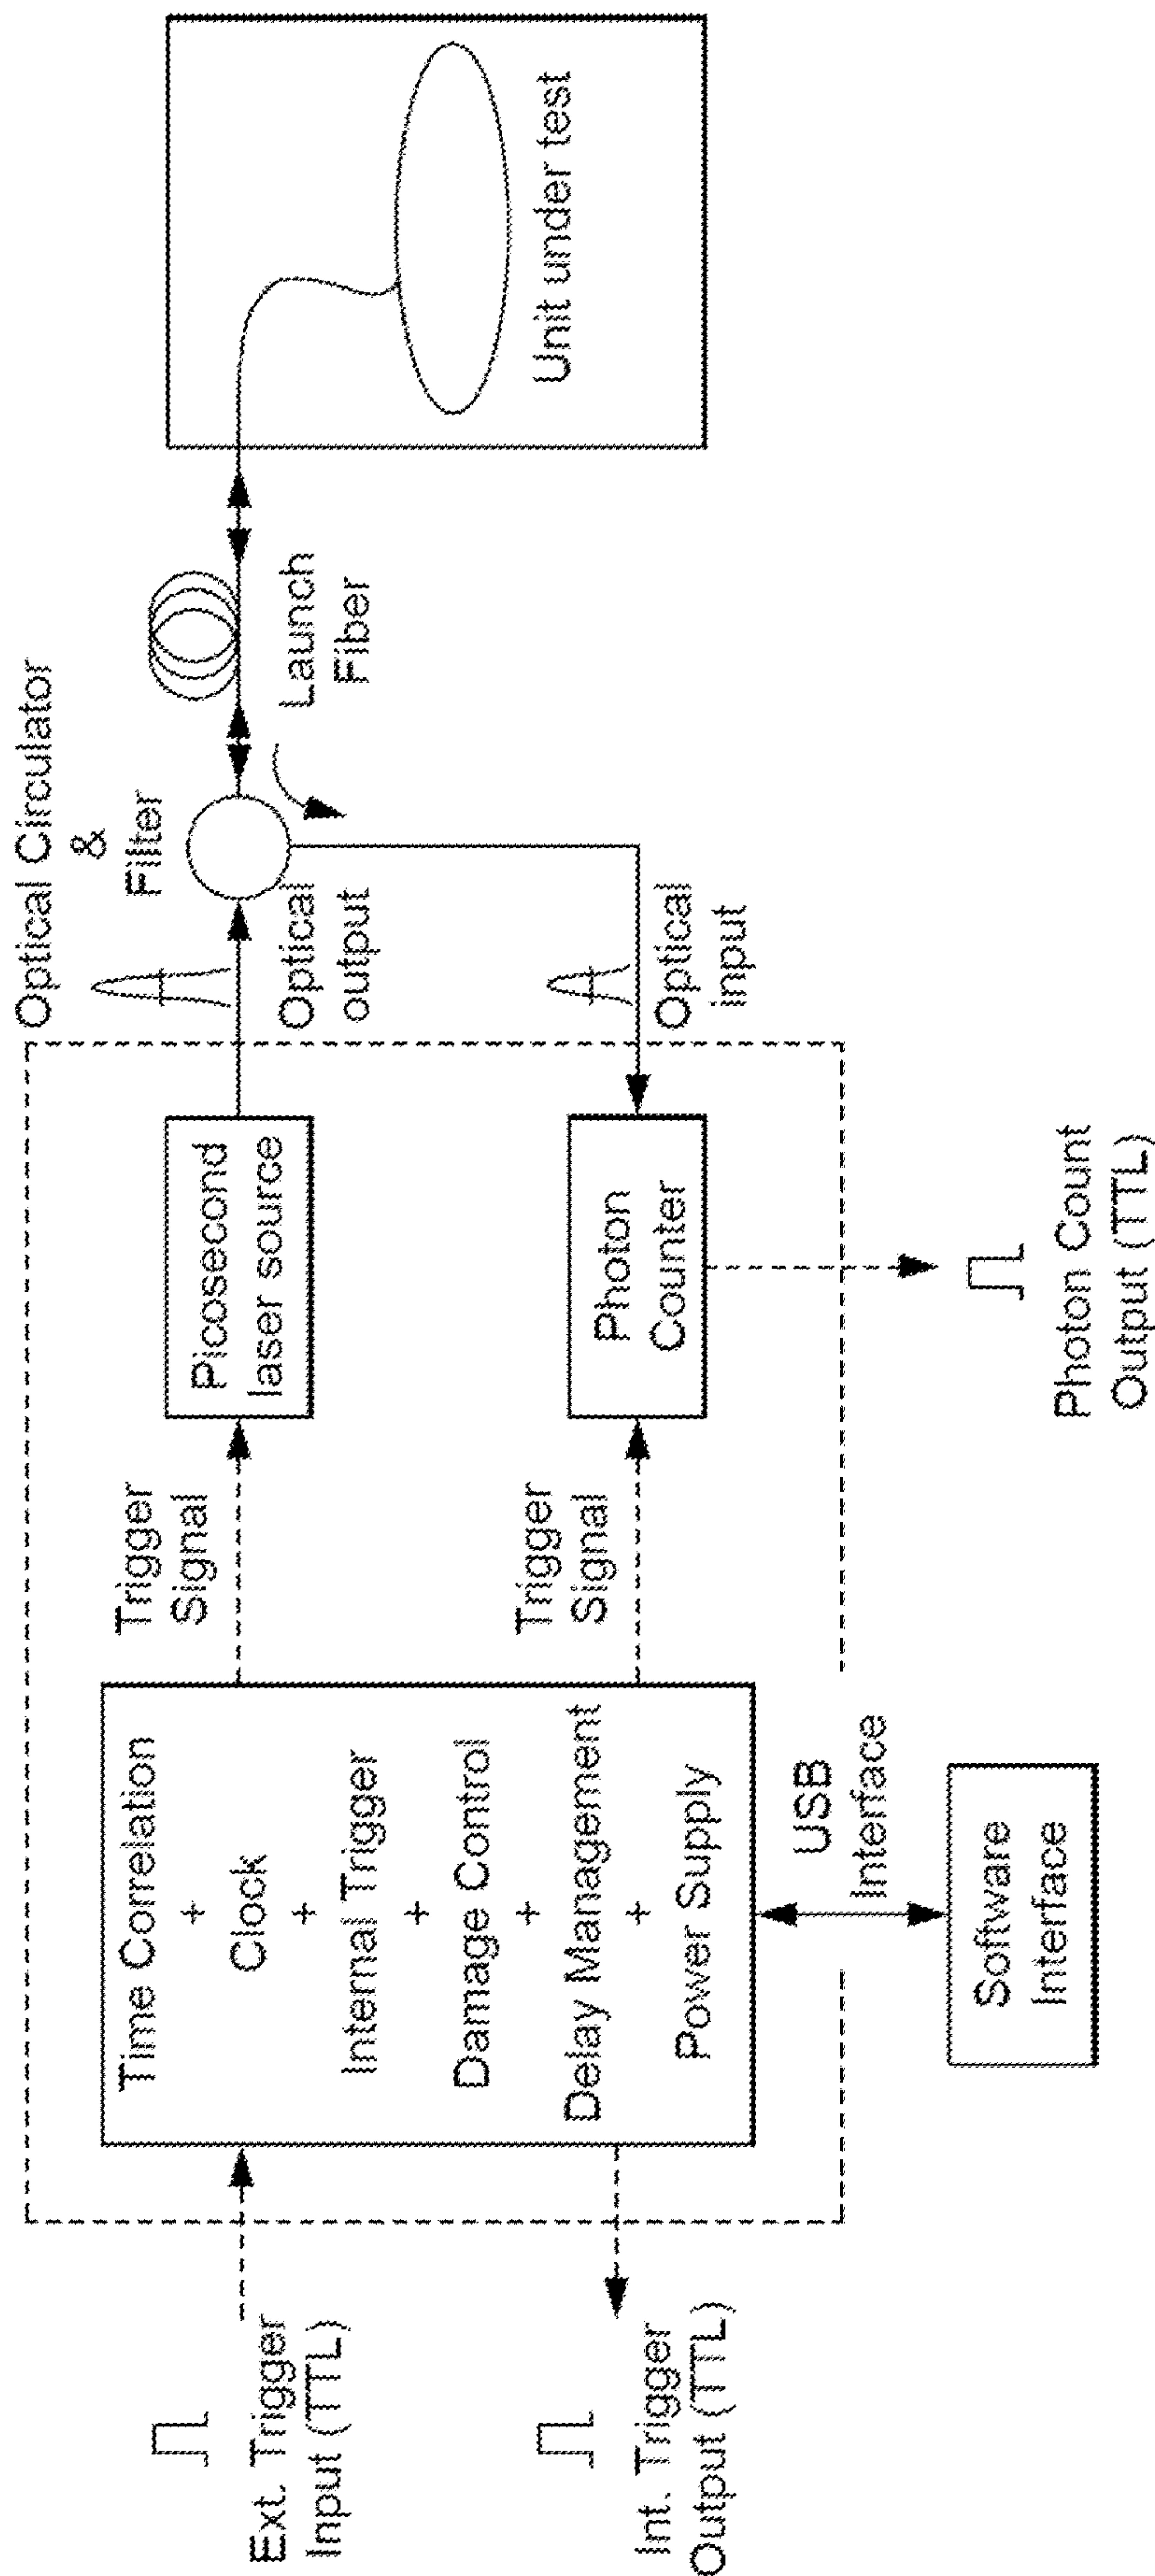 Optical Circulator
&
Filter
Launch
Fiber
Unit under test
Optical
output
Optical
input
Picosecond
laser source
Photon
Counter
Photon Count
Output (TTL)
Trigger
Signal
Trigger
Signal
Time Correlation
+
Clock
+
Internal Trigger
+
Damage Control
+
Delay Management
+
Power Supply
USB
Interface
Software
Interface
Ext. Trigger
Input (TTL)
Int. Trigger
Output (TTL)